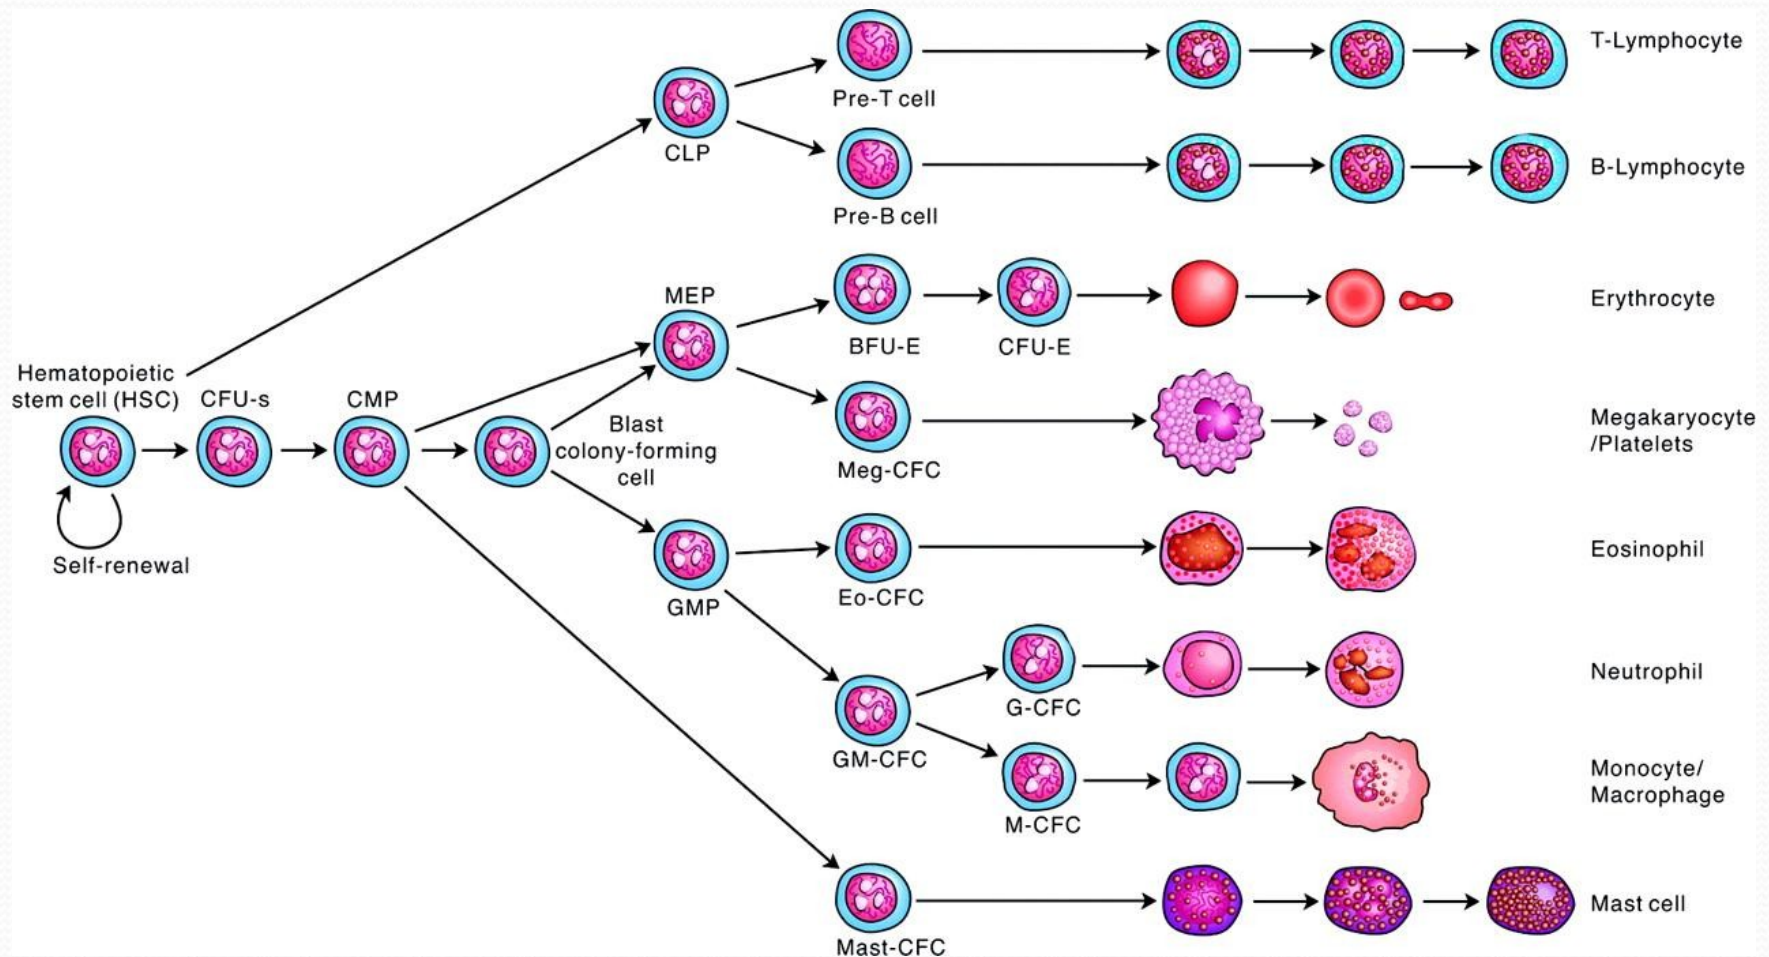 T-Lymphocyte
Pre-T cell
CLP
B-Lymphocyte
Pre-B cell
MEP
Erythrocyte
BFU-E
CFU-E
Hematopoietic
stem cell (HSC)
CFU-s
CMP
Blast
colony-forming
cell
Megakaryocyte
/Platelets
Meg-CFC
Self-renewal
Eosinophil
Eo-CFC
GMP
Neutrophil
G-CFC
GM-CFC
Monocyte/
Macrophage
M-CFC
Mast cell
Mast-CFC